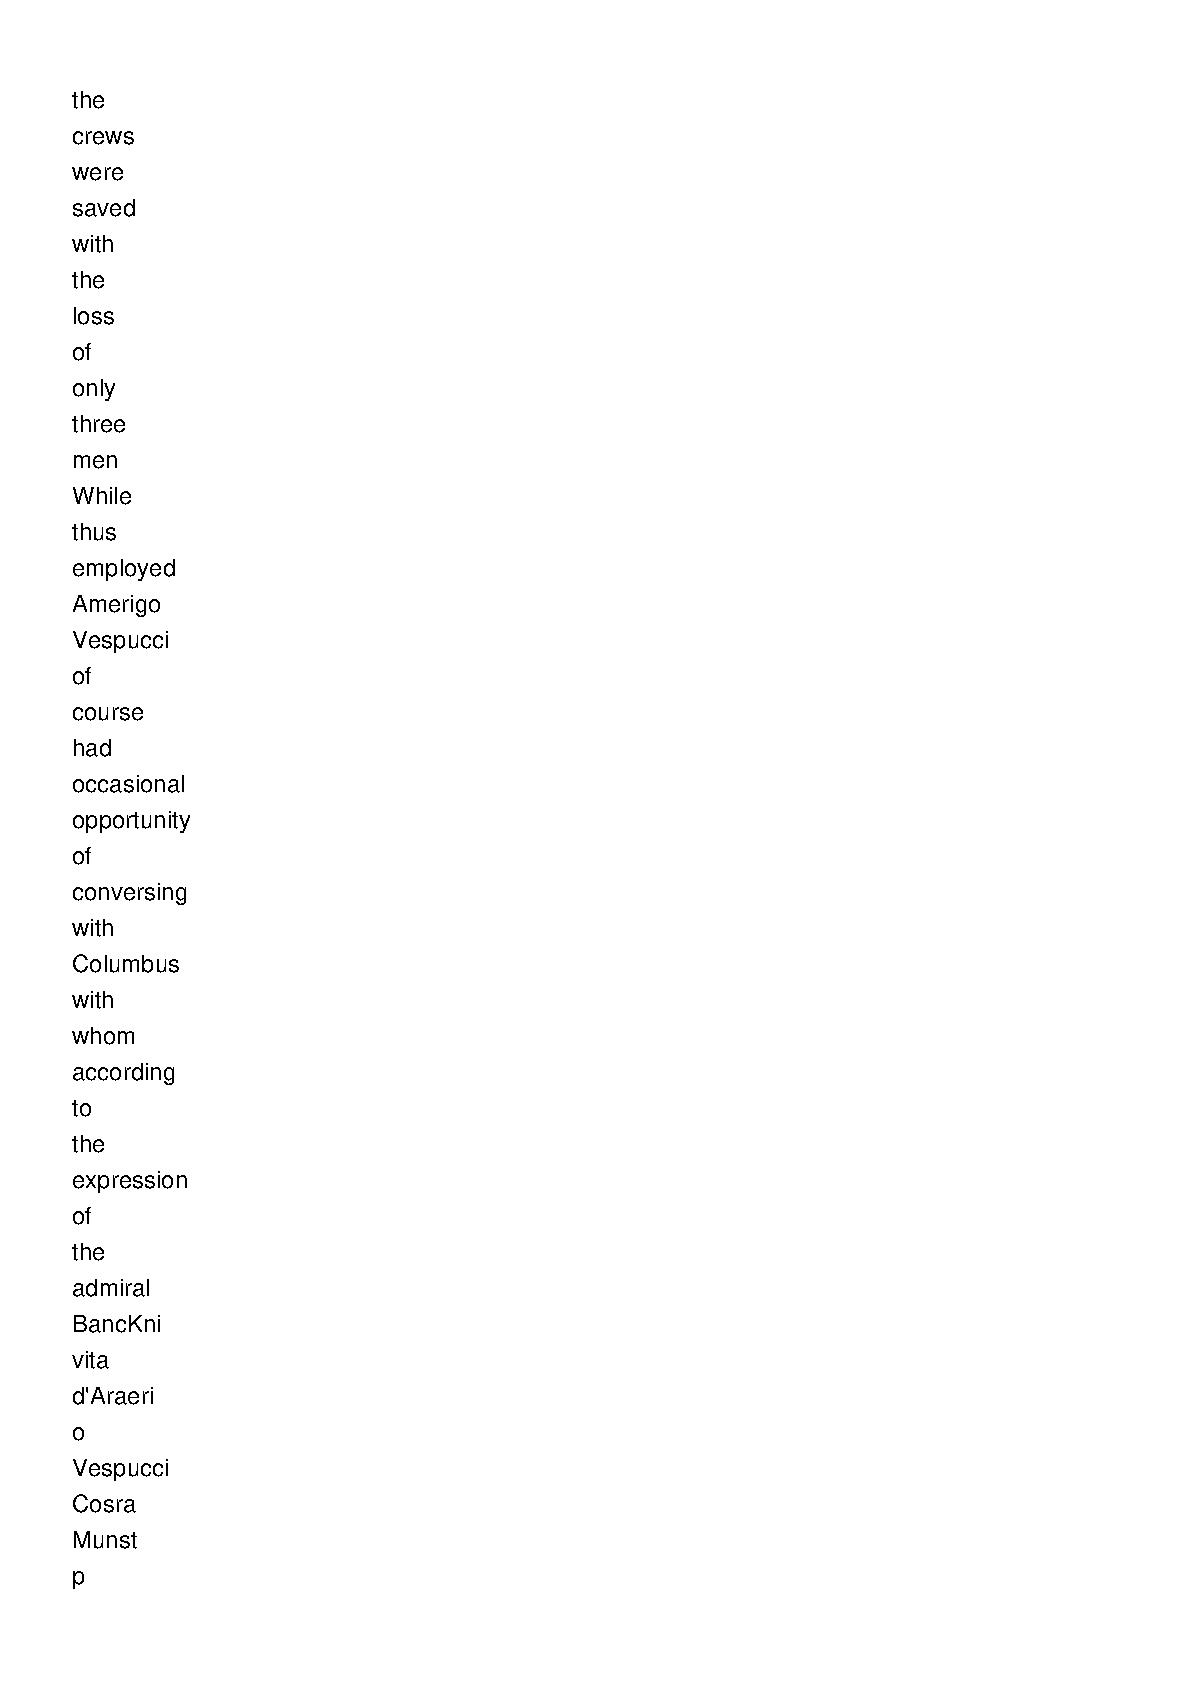 the
crews
were
saved
with
the
loss
of
only
three
men
While
thus
employed
Amerigo
Vespucci
of
course
had
occasional
opportunity
of
conversing
with
Columbus
with
whom
according
to
the
expression
of
the
admiral
BancKni
vita
d'Araeri
o
Vespucci
Cosra
Munst
p